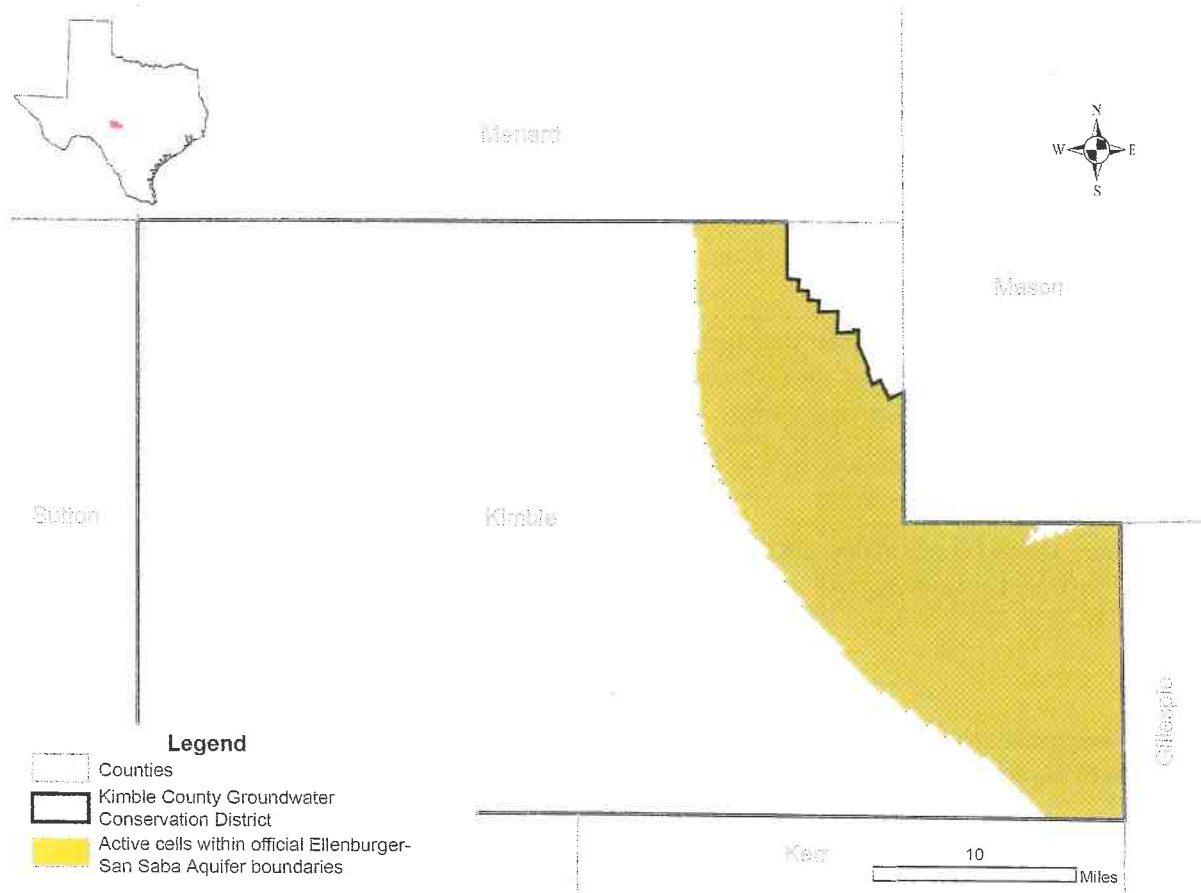 Menard
N
W E
S
Mason
Sutton
Kimble
Gillespie
Legend
Counties
Kimble County Groundwater
Conservation District
Active cells within official Ellenburger-
San Saba Aquifer boundaries
Kerr
10
Miles